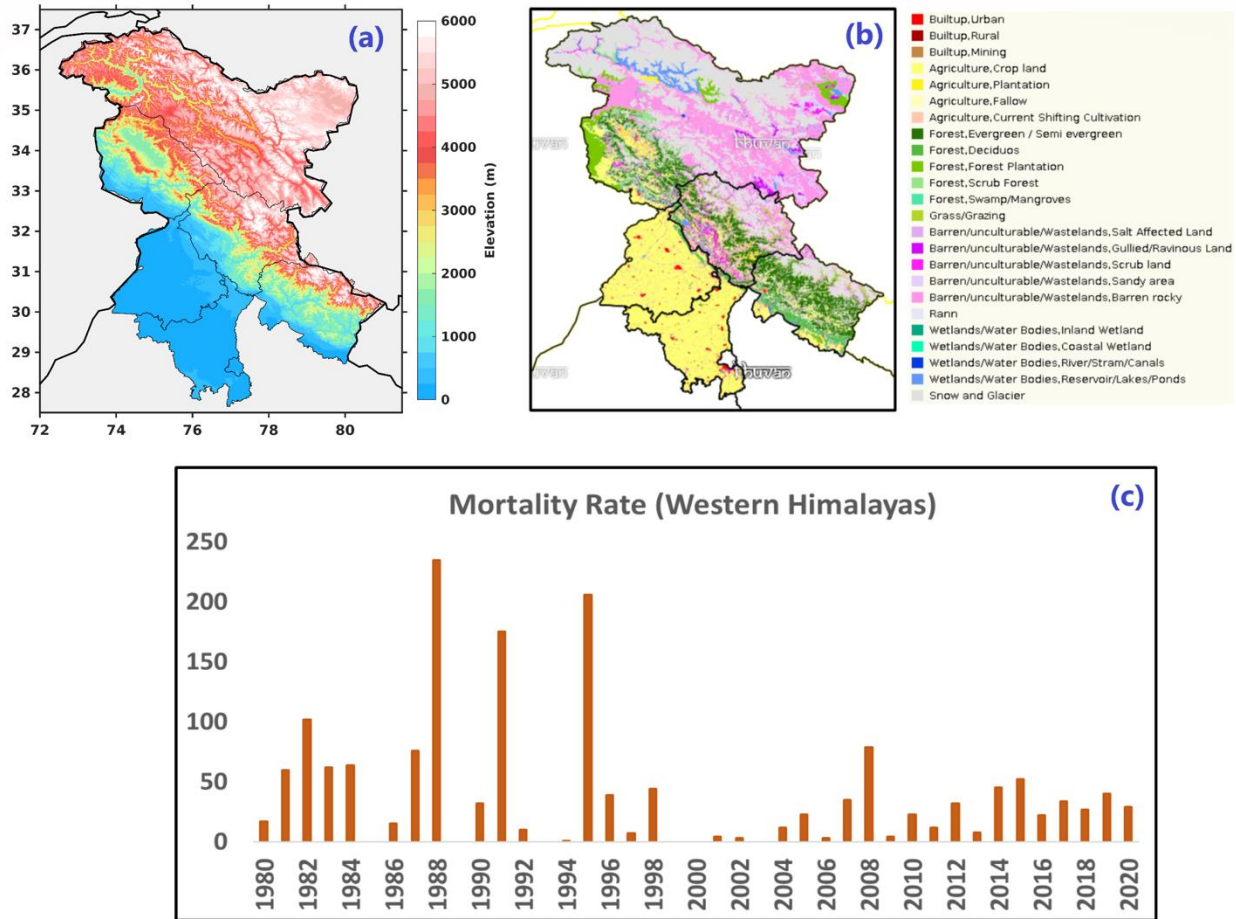 (a)
37
36
35
34
33
32
31
30
29
28
72
74
76
78
80
6000
5000
4000
3000
2000
1000
0
Elevation (m)
(b)
Builtup,Urban
Builtup,Rural
Builtup,Mining
Agriculture,Crop land
Agriculture,Plantation
Agriculture,Fallow
Agriculture,Current Shifting Cultivation
Forest,Evergreen / Semi evergreen
Forest,Deciduos
Forest,Forest Plantation
Forest,Scrub Forest
Forest,Swamp/Mangroves
Grass/Grazing
Barren/unculturable/Wastelands,Salt Affected Land
Barren/unculturable/Wastelands,Gullied/Ravinous Land
Barren/unculturable/Wastelands,Scrub land
Barren/unculturable/Wastelands,Sandy area
Barren/unculturable/Wastelands,Barren rocky
Rann
Wetlands/Water Bodies,Inland Wetland
Wetlands/Water Bodies,Coastal Wetland
Wetlands/Water Bodies,River/Stram/Canals
Wetlands/Water Bodies,Reservoir/Lakes/Ponds
Snow and Glacier
Mortality Rate (Western Himalayas)
(c)
250
200
150
100
50
0
1980
1982
1984
1986
1988
1990
1992
1994
1996
1998
2000
2002
2004
2006
2008
2010
2012
2014
2016
2018
2020